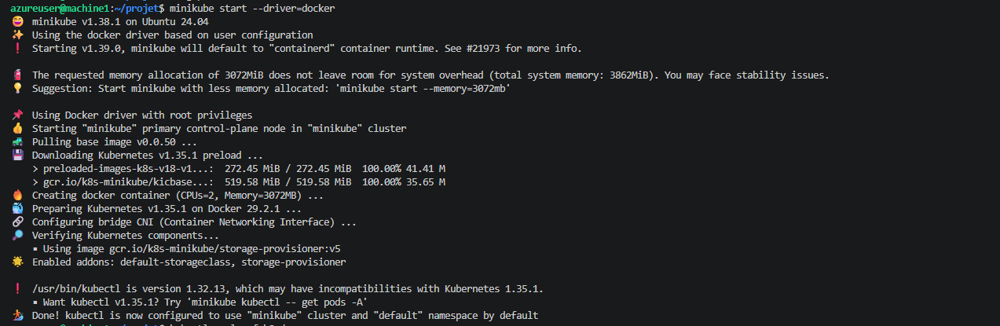 azureuser@machine1:~/projet$ minikube start --driver=docker
minikube v1.38.1 on Ubuntu 24.04
Using the docker driver based on user configuration
Starting v1.39.0, minikube will default to "containerd" container runtime. See #21973 for more info.
The requested memory allocation of 3072MiB does not leave room for system overhead (total system memory: 3862MiB). You may face stability issues.
Suggestion: Start minikube with less memory allocated: 'minikube start --memory=3072mb'
Using Docker driver with root privileges
Starting "minikube" primary control-plane node in "minikube" cluster
Pulling base image v0.0.50 ...
Downloading Kubernetes v1.35.1 preload ...
> preloaded-images-k8s-v18-v1...:  272.45 MiB / 272.45 MiB  100.00% 41.41 M
> gcr.io/k8s-minikube/kicbase...:  519.58 MiB / 519.58 MiB  100.00% 35.65 M
Creating docker container (CPUs=2, Memory=3072MB) ...
Preparing Kubernetes v1.35.1 on Docker 29.2.1 ...
Configuring bridge CNI (Container Networking Interface) ...
Verifying Kubernetes components...
▪ Using image gcr.io/k8s-minikube/storage-provisioner:v5
Enabled addons: default-storageclass, storage-provisioner
/usr/bin/kubectl is version 1.32.13, which may have incompatibilities with Kubernetes 1.35.1.
▪ Want kubectl v1.35.1? Try 'minikube kubectl -- get pods -A'
Done! kubectl is now configured to use "minikube" cluster and "default" namespace by default